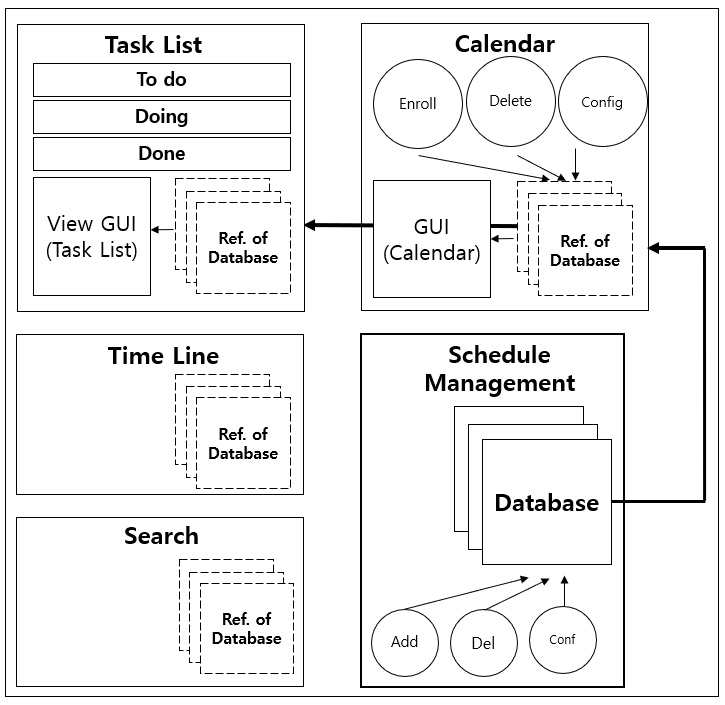 Task List
To do
Doing
Done
View GUI
(Task List)
Ref. of
Database
Calendar
Enroll
Delete
Config
GUI
(Calendar)
Ref. of
Database
Time Line
Ref. of
Database
Schedule
Management
Database
Add
Del
Conf
Search
Ref. of
Database